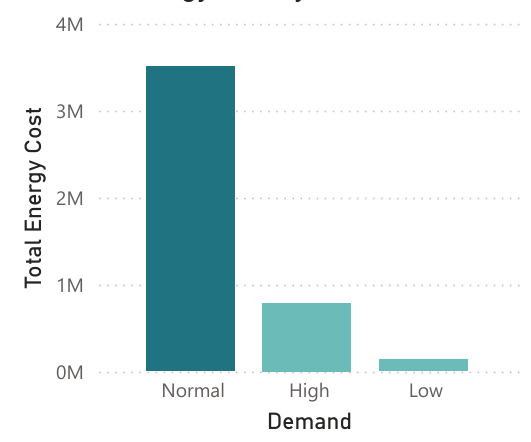 4M
3M
2M
1M
0M
Total Energy Cost
Normal High Low
Demand